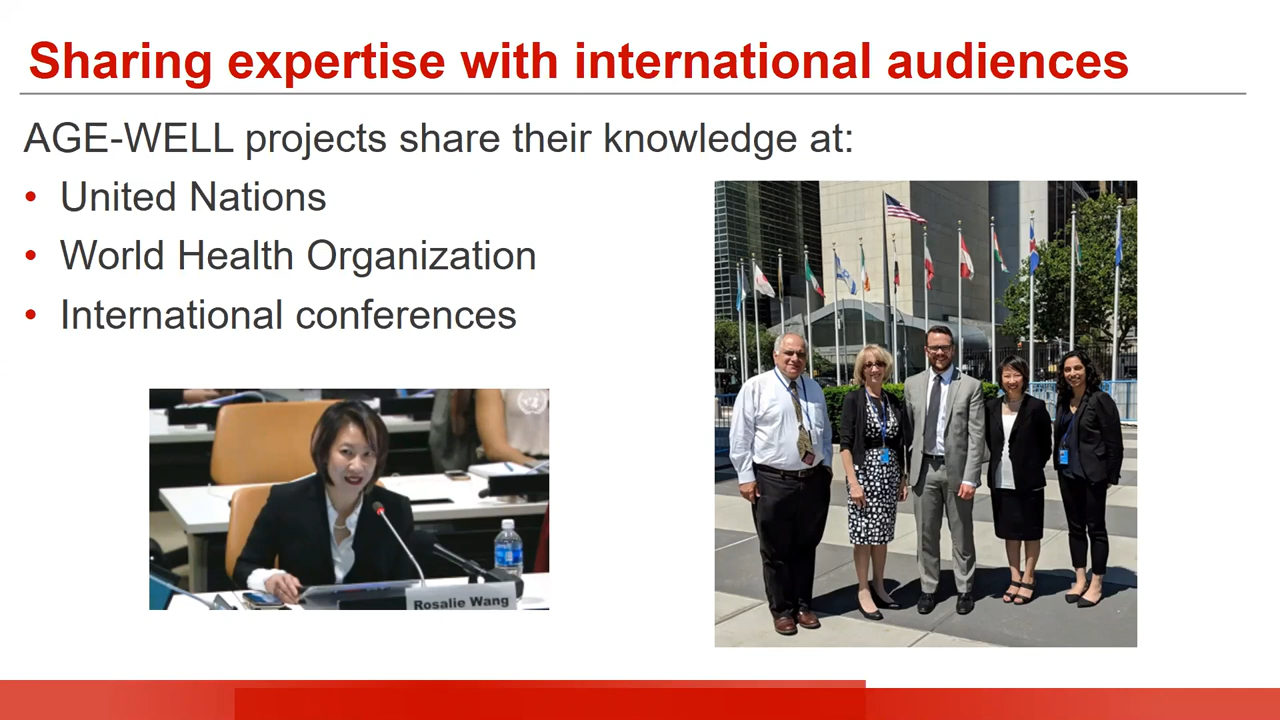 Sharing expertise with international audiences
AGE-WELL projects share their knowledge at:
• United Nations
• World Health Organization
• International conferences
Rosalie Wang